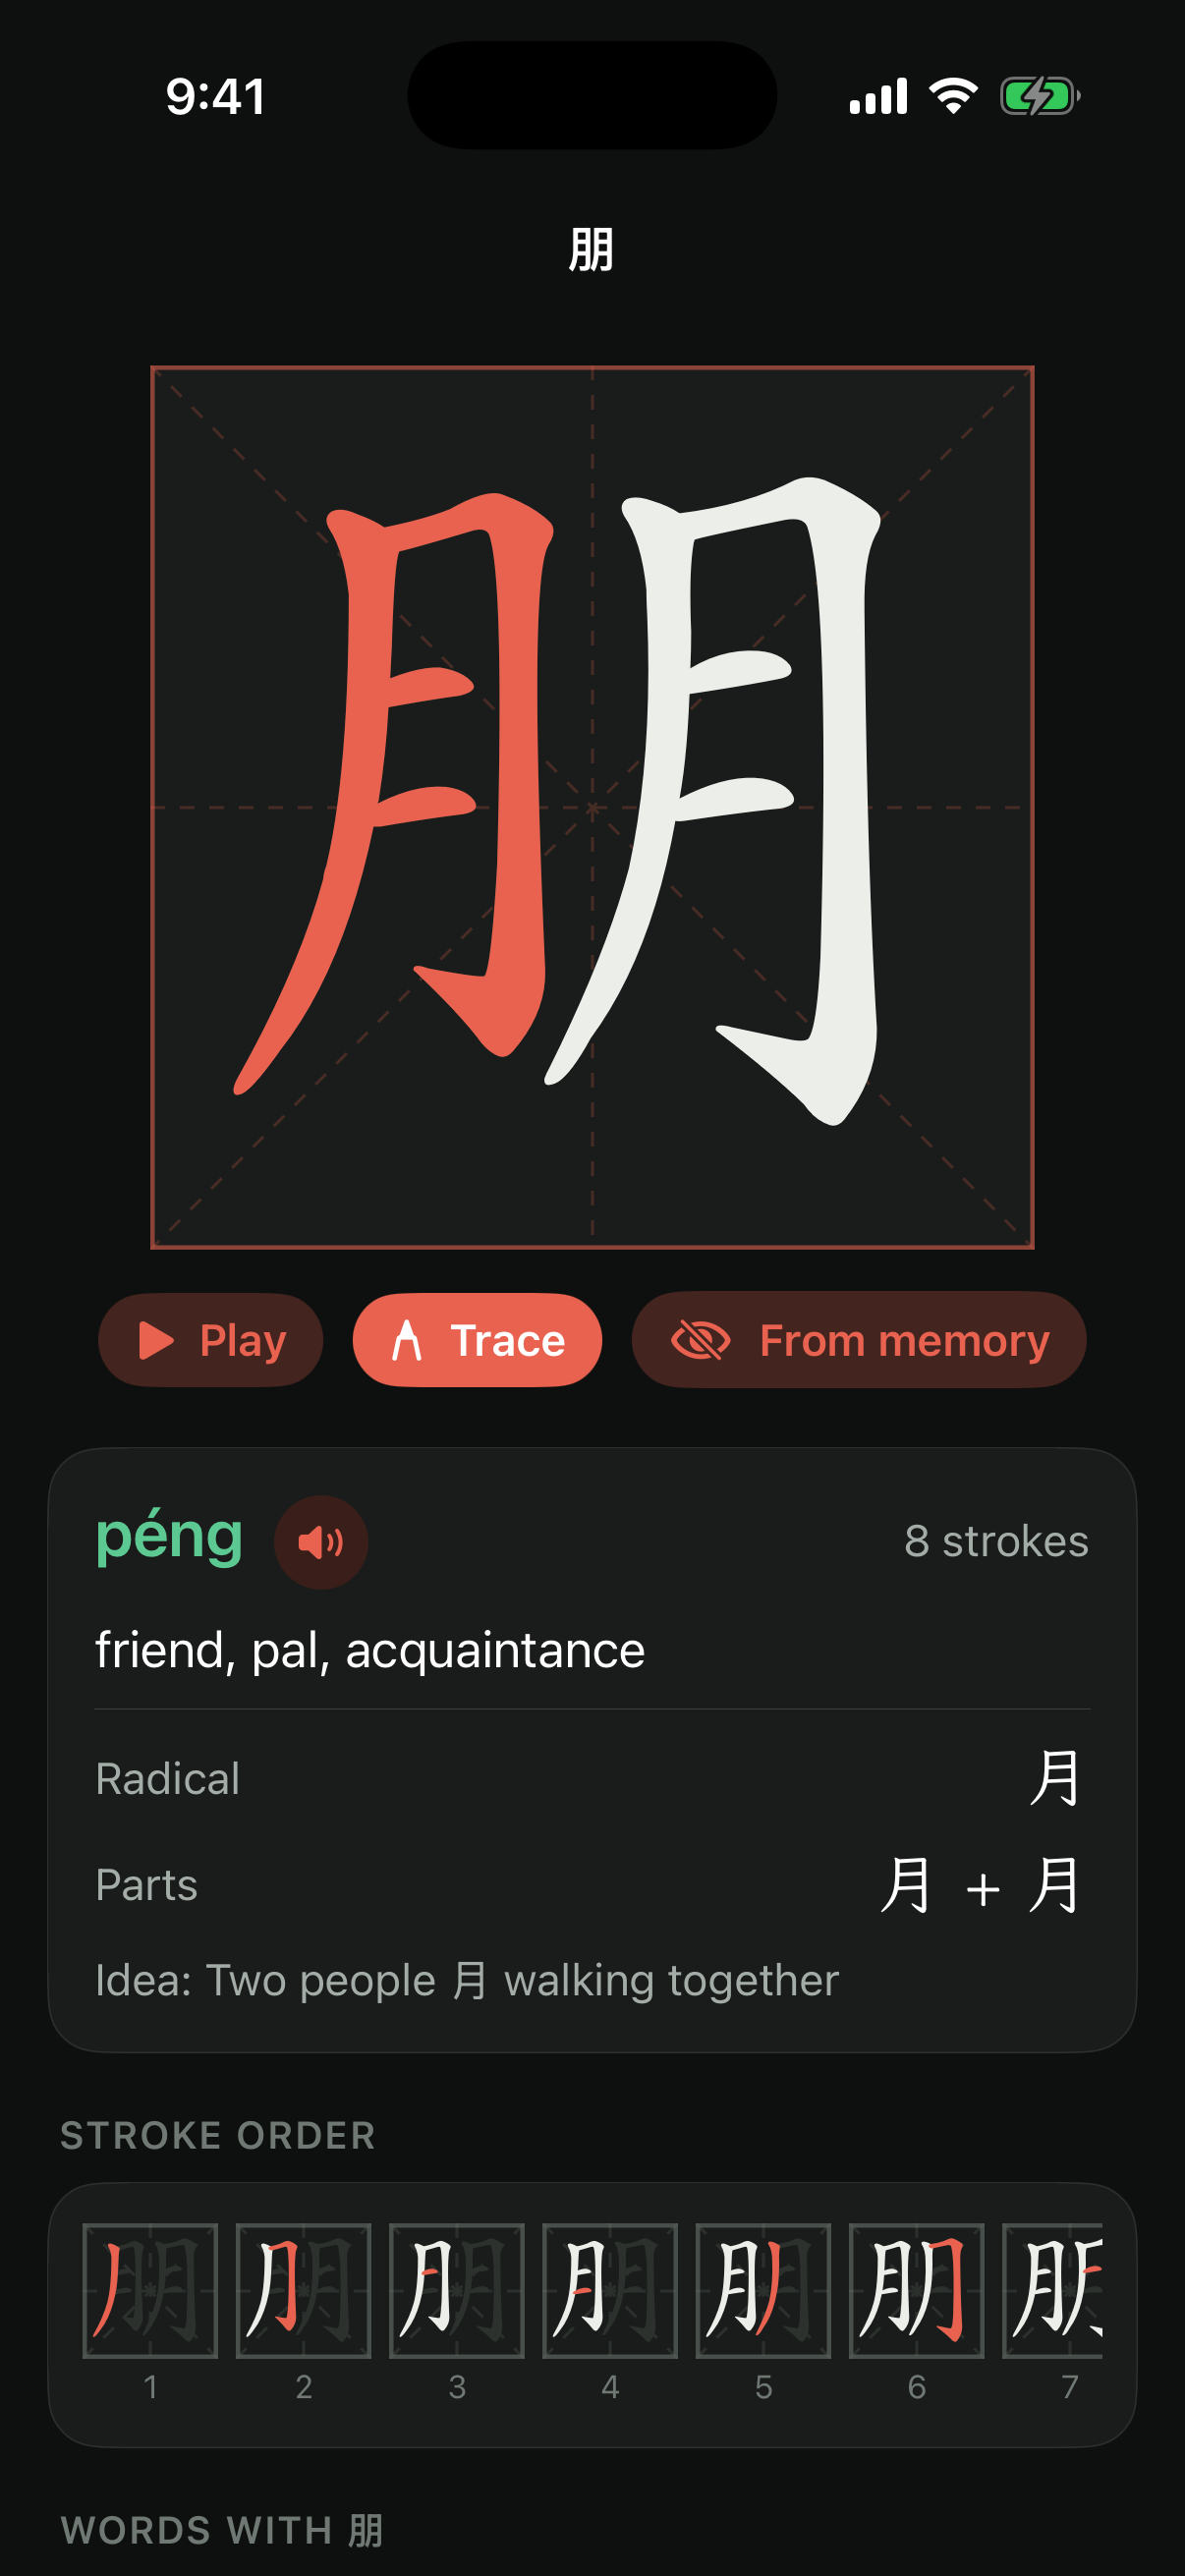 9:41
朋
朋
Play
Trace
From memory
péng
8 strokes
friend, pal, acquaintance
Radical
月
Parts
月 + 月
Idea: Two people 月 walking together
STROKE ORDER
1 2 3 4 5 6 7
WORDS WITH 朋